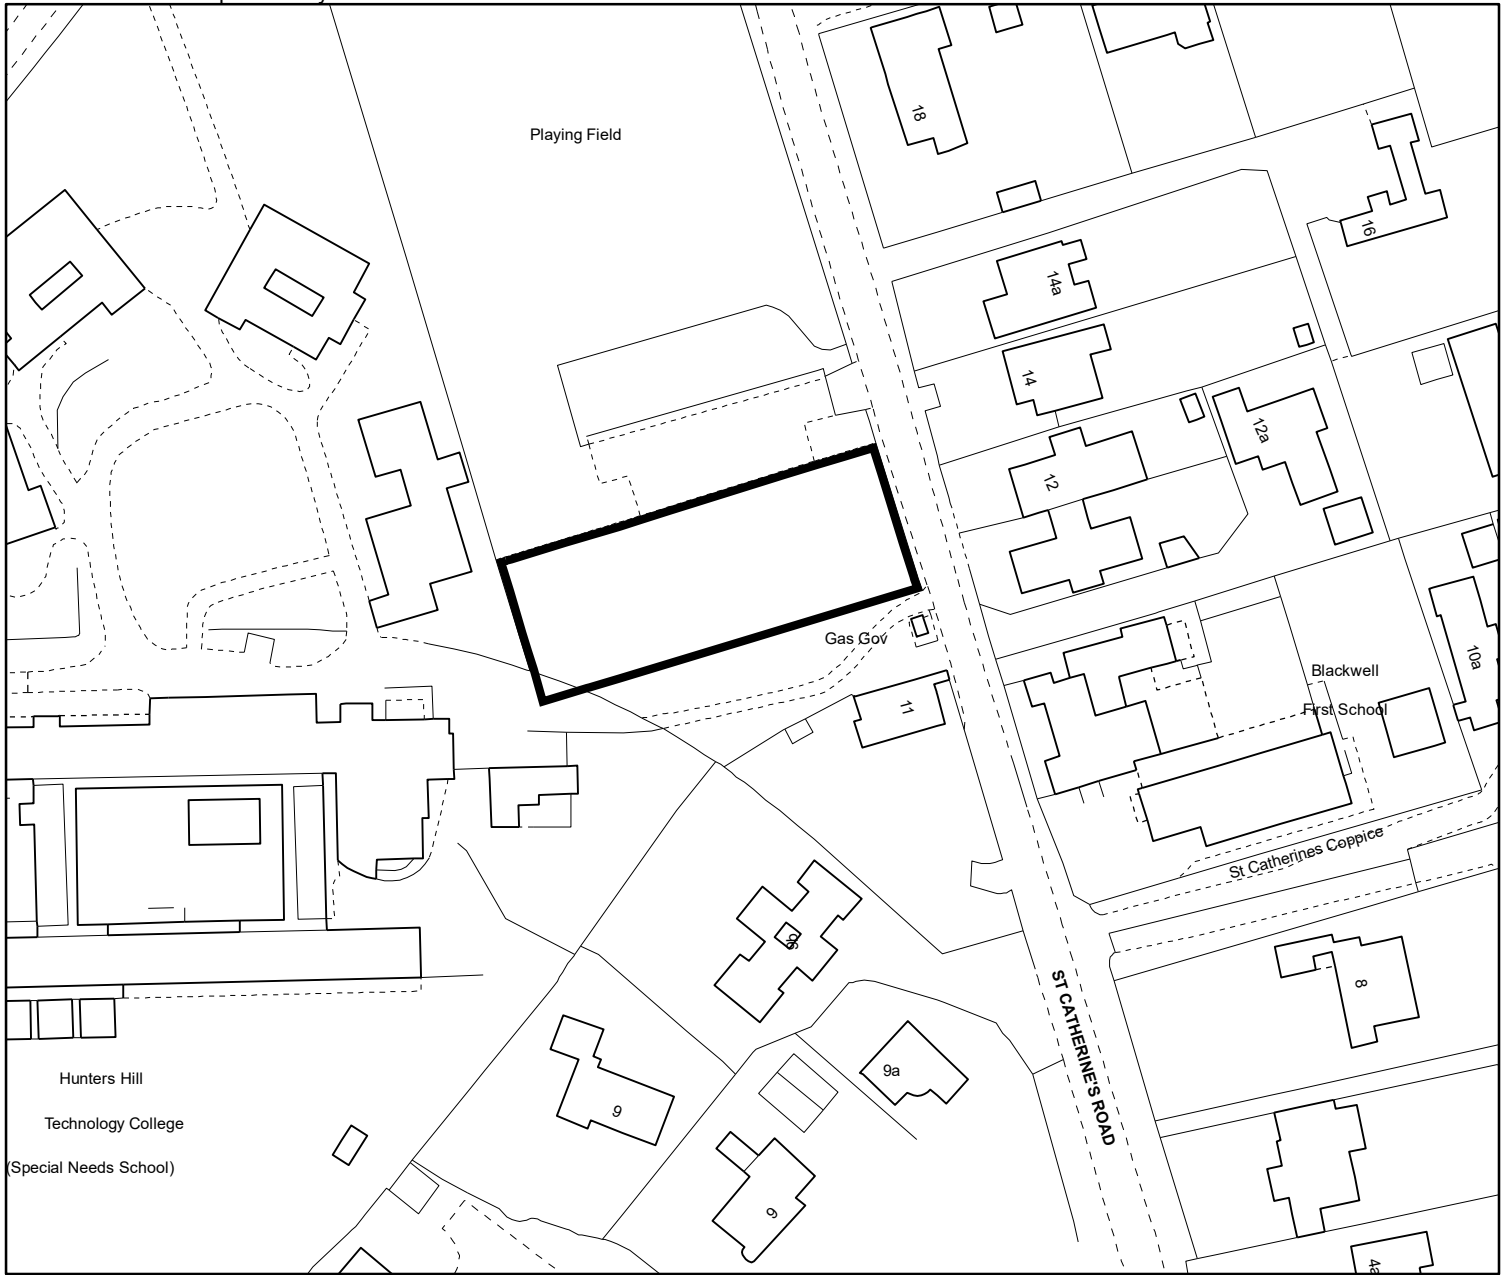 18
Playing Field
16
14a
14
12a
12
Gas Gov
Blackwell
First School
10a
11
St Catherines Coppice
8
ST CATHERINE'S ROAD
9a
Hunters Hill
Technology College
(Special Needs School)
9
9
4a